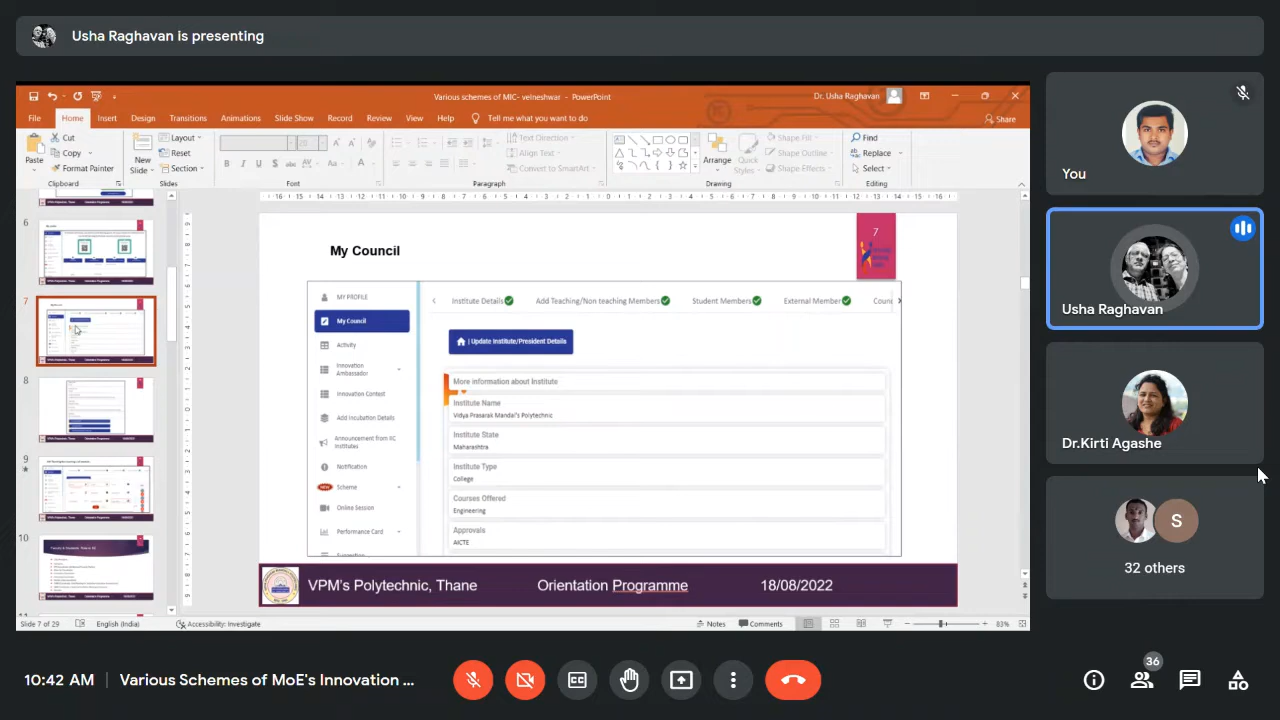 Usha Raghavan is presenting
Various schemes of MIC- velneshwar - PowerPoint
Dr. Usha Raghavan
File Home Insert Design Transitions Animations Slide Show Record Review View Help Tell me what you want to do Share
Paste
Cut
Copy
Format Painter
New Slide
Layout
Reset
Section
Text Direction
Align Text
Convert to SmartArt
Arrange
Quick Styles
Shape Fill
Shape Outline
Shape Effects
Find
Replace
Select
Clipboard Slides Font Paragraph Drawing Editing
6
7
8
9
10
My Council
7
MY PROFILE
My Council
Activity
Innovation
Ambassador
Innovation Contest
Add Incubation Details
Announcement from IIC
Institutes
Notification
NEW Scheme
Online Session
Performance Card
Institute Details
Add Teaching/Non teaching Members
Student Members
External Member
| Update Institute/President Details
More information about Institute
Institute Name
Vidya Prasarak Mandal's Polytechnic
Institute State
Maharashtra
Institute Type
College
Courses Offered
Engineering
Approvals
AICTE
VPM's Polytechnic, Thane Orientation Programme 18/08/2022
Slide 7 of 29 English (India) Accessibility: Investigate Notes Comments 83%
You
Usha Raghavan
Dr.Kirti Agashe
S
32 others
10:42 AM | Various Schemes of MoE's Innovation ...
36